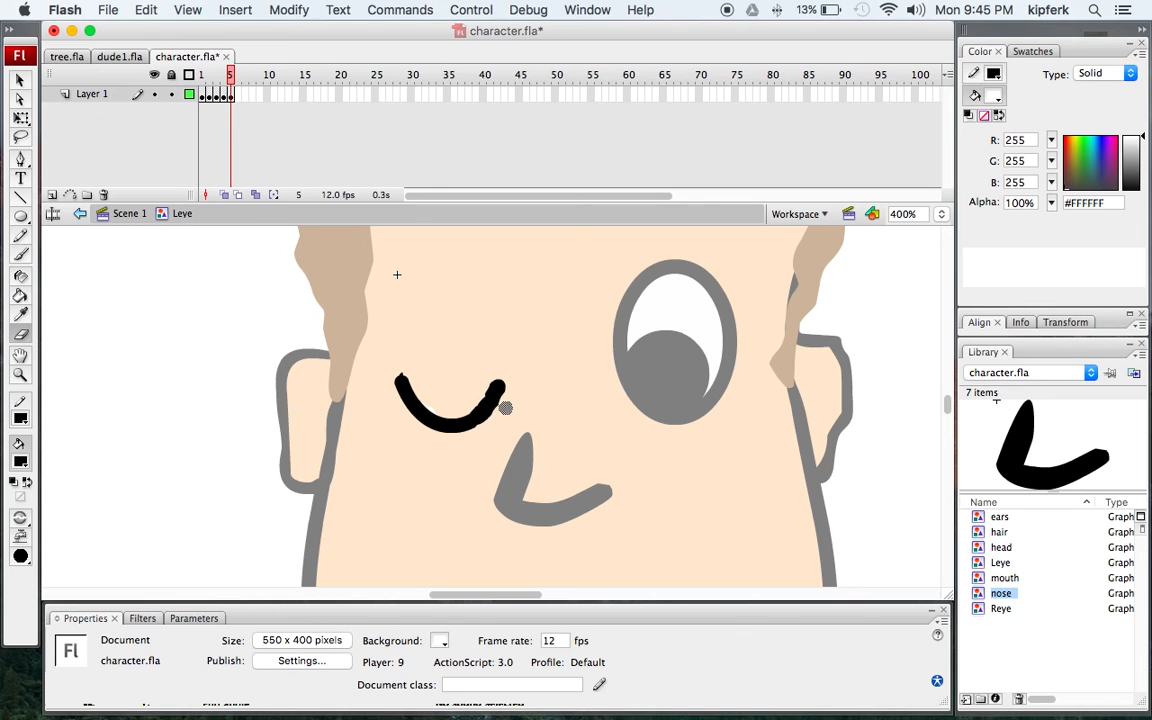 Flash File Edit View Insert Modify Text Commands Control Debug Window Help 13% Mon 9:45 PM kipferk
character.fla*
tree.fla dude1.fla character.fla*
Fl
1 5 10 15 20 25 30 35 40 45 50 55 60 65 70 75 80 85 90 95 100
Layer 1
5 12.0 fps 0.3s
Scene 1 Leye Workspace 400%
T
Color Swatches
Type: Solid
R: 255
G: 255
B: 255
Alpha: 100% #FFFFFF
Align Info Transform
Library
character.fla
7 items
Name Type
ears Graph
hair Graph
head Graph
Leye Graph
mouth Graph
nose Graph
Reye Graph
Properties Filters Parameters
Fl
Document
character.fla
Size: 550 x 400 pixels Background: Frame rate: 12 fps
Publish: Settings... Player: 9 ActionScript: 3.0 Profile: Default
Document class: